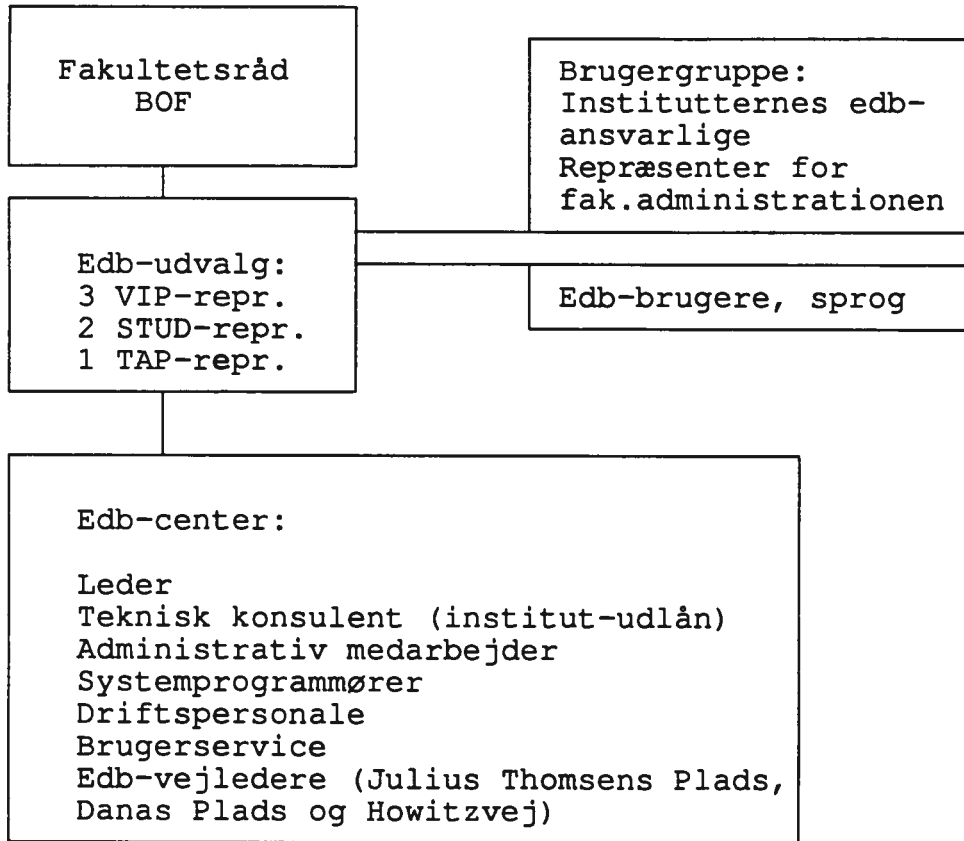 Fakultetsråd
BOF
Brugergruppe:
Institutternes edb-
ansvarlige
Repræsenter for
fak.administrationen
Edb-udvalg:
3 VIP-repr.
2 STUD-repr.
1 TAP-repr.
Edb-brugere, sprog
Edb-center:
Leder
Teknisk konsulent (institut-udlån)
Administrativ medarbejder
Systemprogrammører
Driftspersonale
Brugerservice
Edb-vejledere (Julius Thomsens Plads,
Danas Plads og Howitzvej)